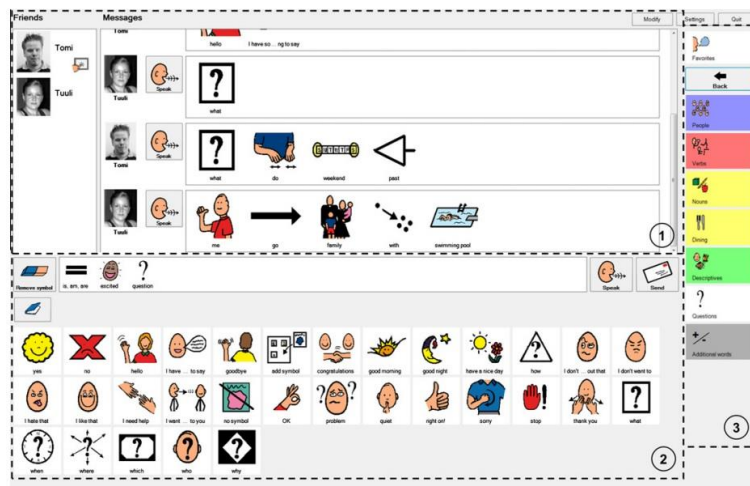 Friends Messages Modify Settings Quit
Tomi
Tuuli
Tomi
hello I have so ... ng to say
Tuuli Speak
what
Tomi Speak
what do weekend past
Tuuli Speak
me go family with swimming pool
1
Remove symbol is, am, are excited question Speak Send
yes no hello I have ... to say goodbye add symbol congratulations good morning good night have a nice day how I don't ... out that I don't want to
I hate that I like that I need help I want ... to you no symbol OK problem quiet right on! sorry stop thank you what
when where which who why
2
Favorites
Back
People
Verbs
Nouns
Dining
Descriptives
Questions
Additional words
3